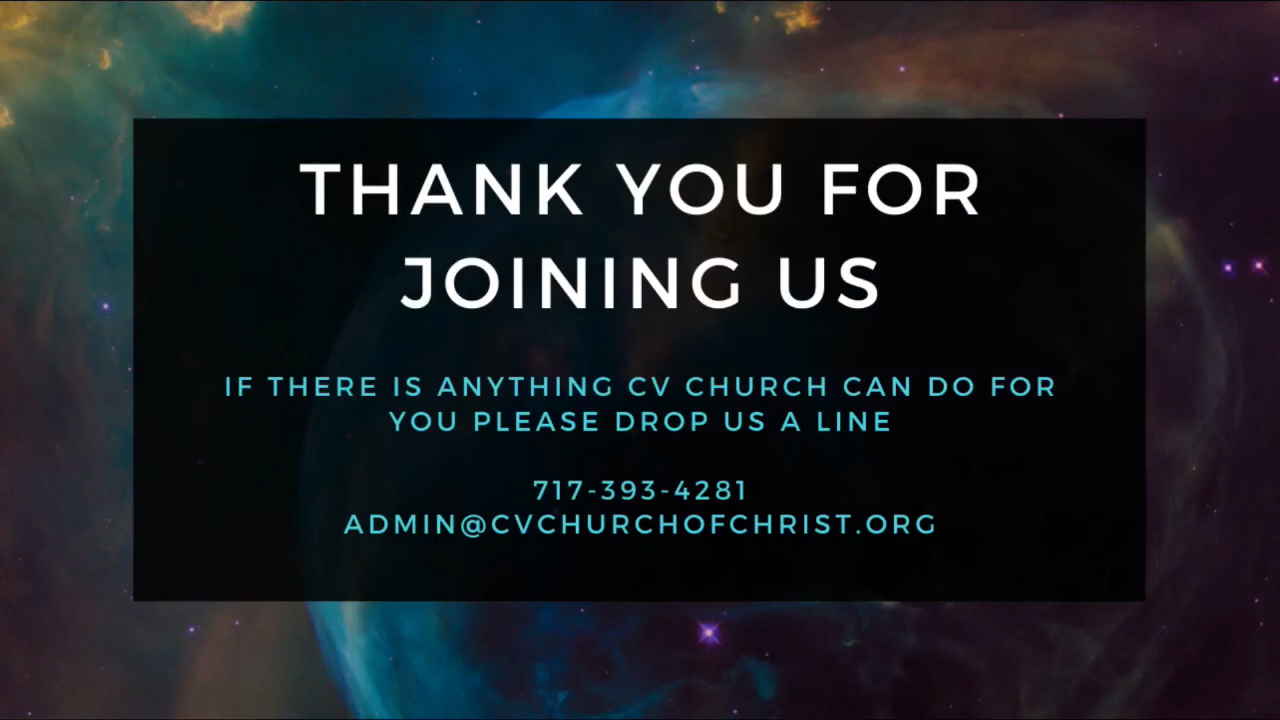 THANK YOU FOR
JOINING US
IF THERE IS ANYTHING CV CHURCH CAN DO FOR
YOU PLEASE DROP US A LINE
717-393-4281
ADMIN@CVCHURCHOFCHRIST.ORG